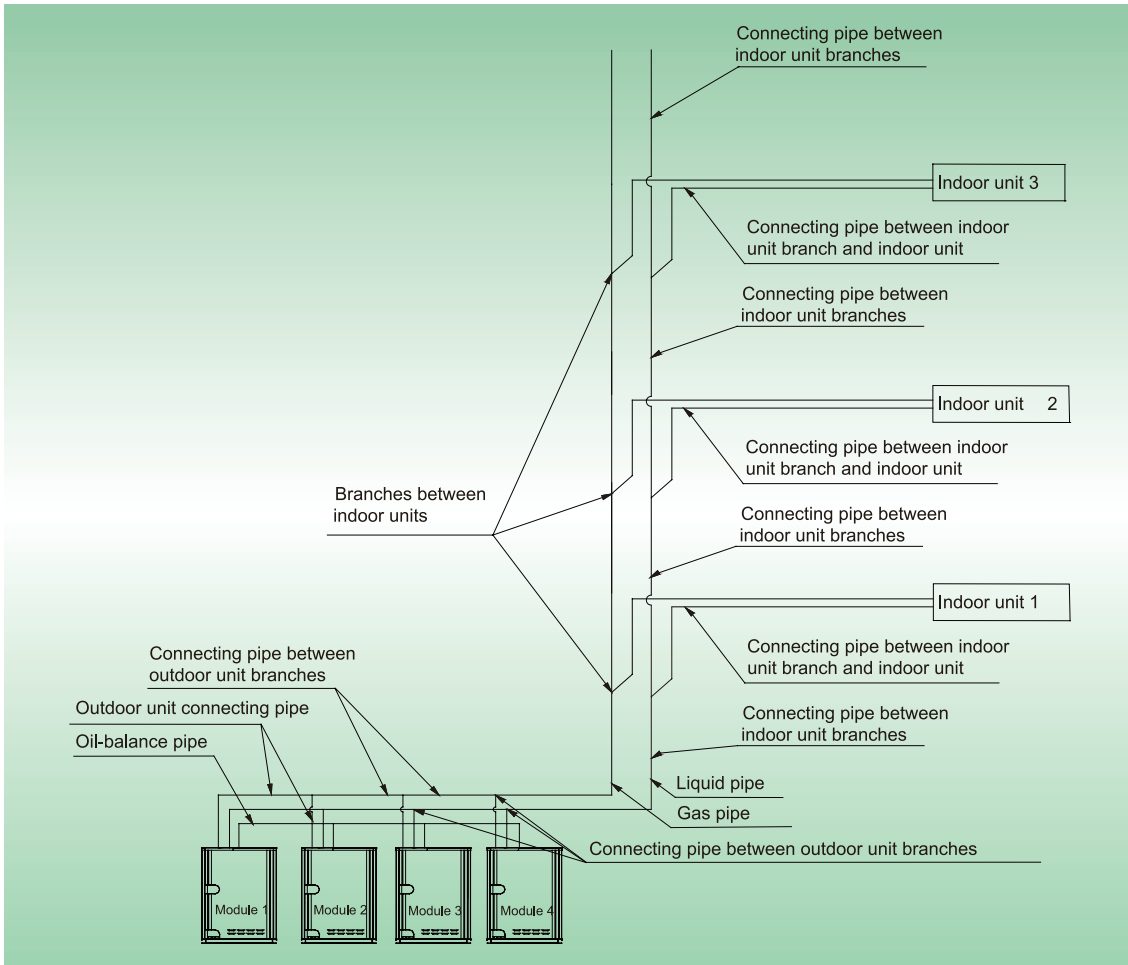 Connecting pipe between
indoor unit branches
Indoor unit 3
Connecting pipe between indoor
unit branch and indoor unit
Connecting pipe between
indoor unit branches
Indoor unit 2
Connecting pipe between indoor
unit branch and indoor unit
Branches between
indoor units
Connecting pipe between
indoor unit branches
Indoor unit 1
Connecting pipe between indoor
unit branch and indoor unit
Connecting pipe between
outdoor unit branches
Outdoor unit connecting pipe
Oil-balance pipe
Connecting pipe between
indoor unit branches
Liquid pipe
Gas pipe
Connecting pipe between outdoor unit branches
Module 1
Module 2
Module 3
Module 4